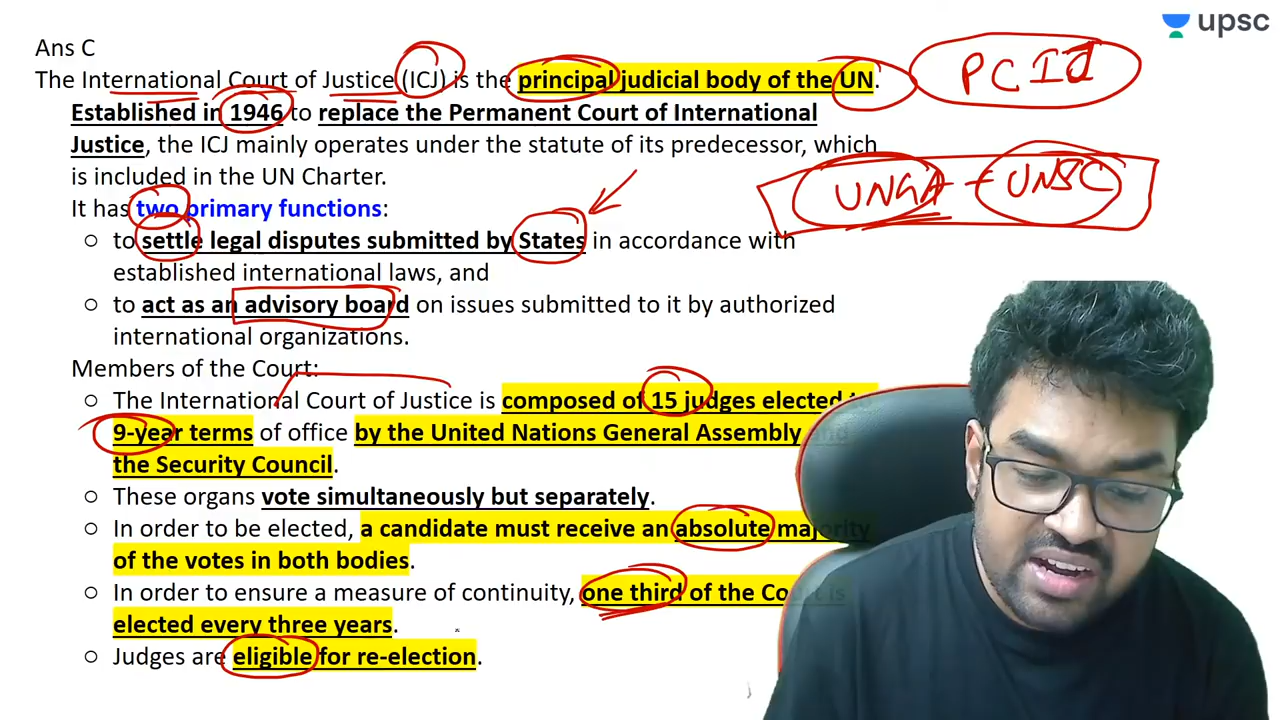 upsc
Ans C
The International Court of Justice (ICJ) is the principal judicial body of the UN.
PCIJ
Established in 1946 to replace the Permanent Court of International
Justice, the ICJ mainly operates under the statute of its predecessor, which
is included in the UN Charter.
UNGA - UNSC
It has two primary functions:
○ to settle legal disputes submitted by States in accordance with
established international laws, and
○ to act as an advisory board on issues submitted to it by authorized
international organizations.
Members of the Court:
○ The International Court of Justice is composed of 15 judges elected
9-year terms of office by the United Nations General Assembly and
the Security Council.
○ These organs vote simultaneously but separately.
○ In order to be elected, a candidate must receive an absolute majority
of the votes in both bodies.
○ In order to ensure a measure of continuity, one third of the Court is
elected every three years.
○ Judges are eligible for re-election.